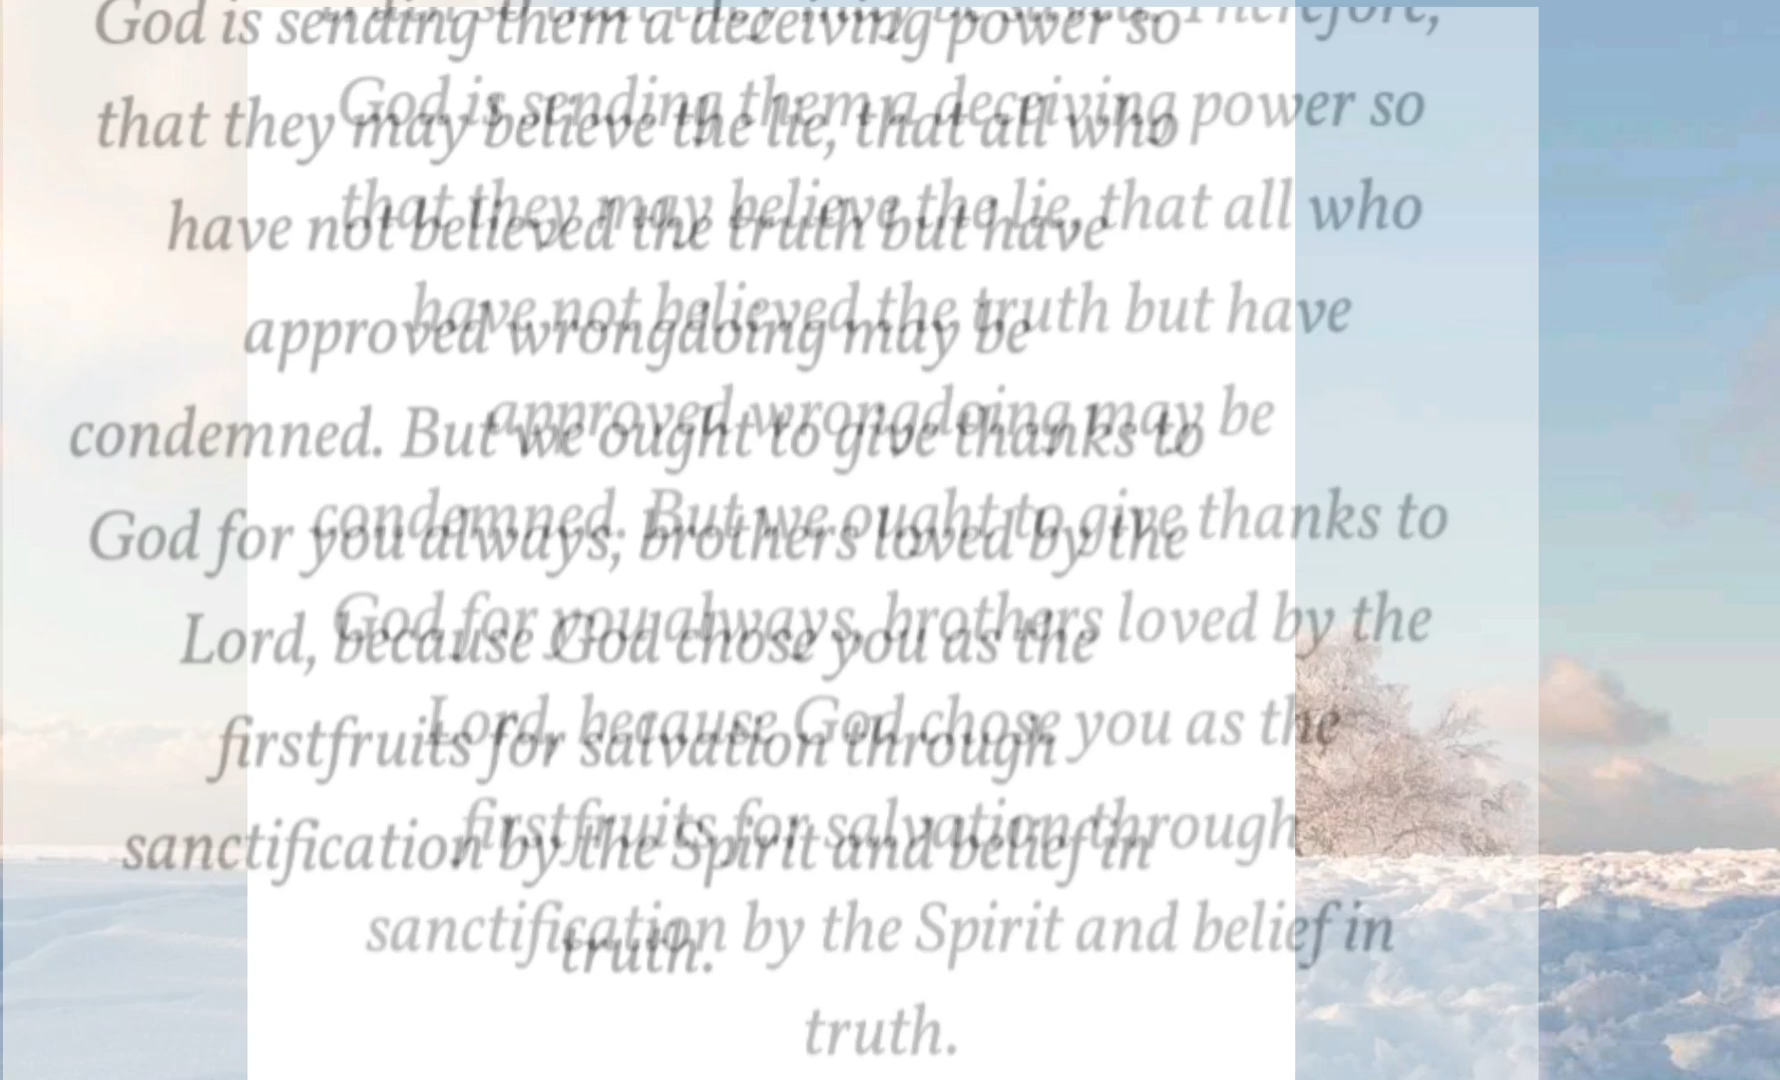 God is sending them a deceiving power so
that they may believe the lie, that all who
have not believed the truth but have
approved wrongdoing may be
condemned. But we ought to give thanks to
God for you always, brothers loved by the
Lord, because God chose you as the
firstfruits for salvation through
sanctification by the Spirit and belief in
truth.
Therefore,
God is sending them a deceiving power so
that they may believe the lie, that all who
have not believed the truth but have
approved wrongdoing may be
condemned. But we ought to give thanks to
God for you always, brothers loved by the
Lord, because God chose you as the
firstfruits for salvation through
sanctification by the Spirit and belief in
truth.